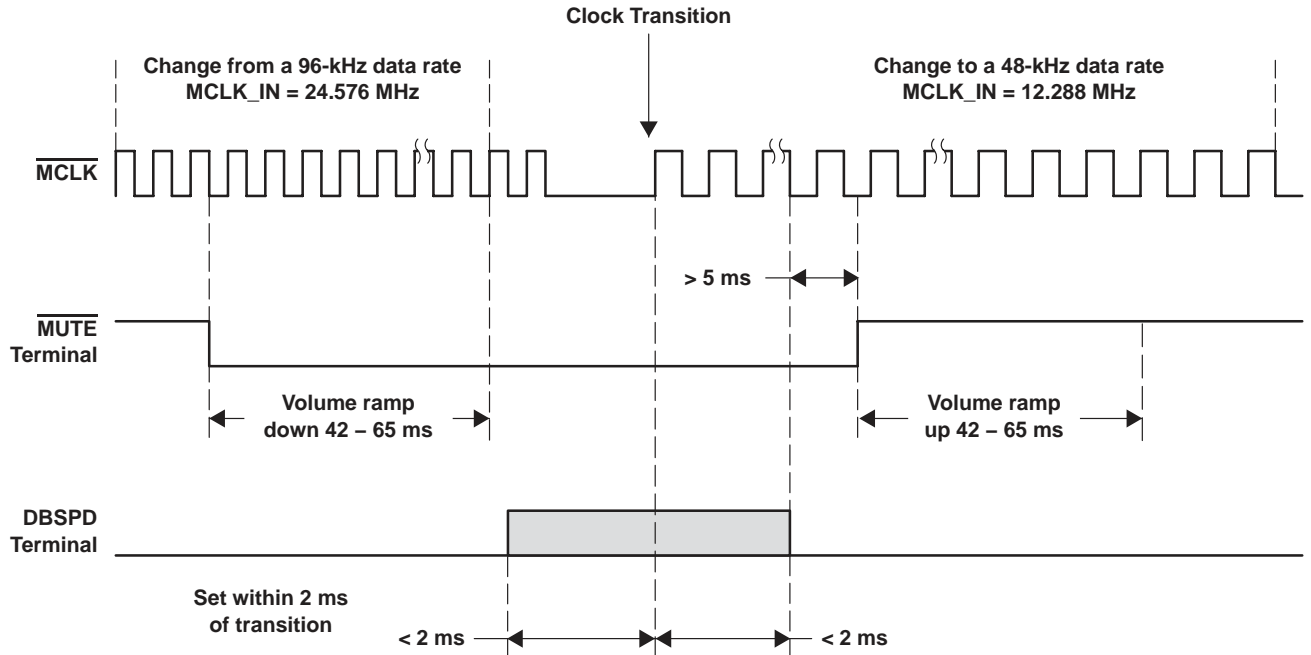 Clock Transition
Change from a 96-kHz data rate
MCLK_IN = 24.576 MHz
Change to a 48-kHz data rate
MCLK_IN = 12.288 MHz
MCLK
> 5 ms
MUTE
Terminal
Volume ramp
down 42 – 65 ms
Volume ramp
up 42 – 65 ms
DBSPD
Terminal
Set within 2 ms
of transition
< 2 ms
< 2 ms